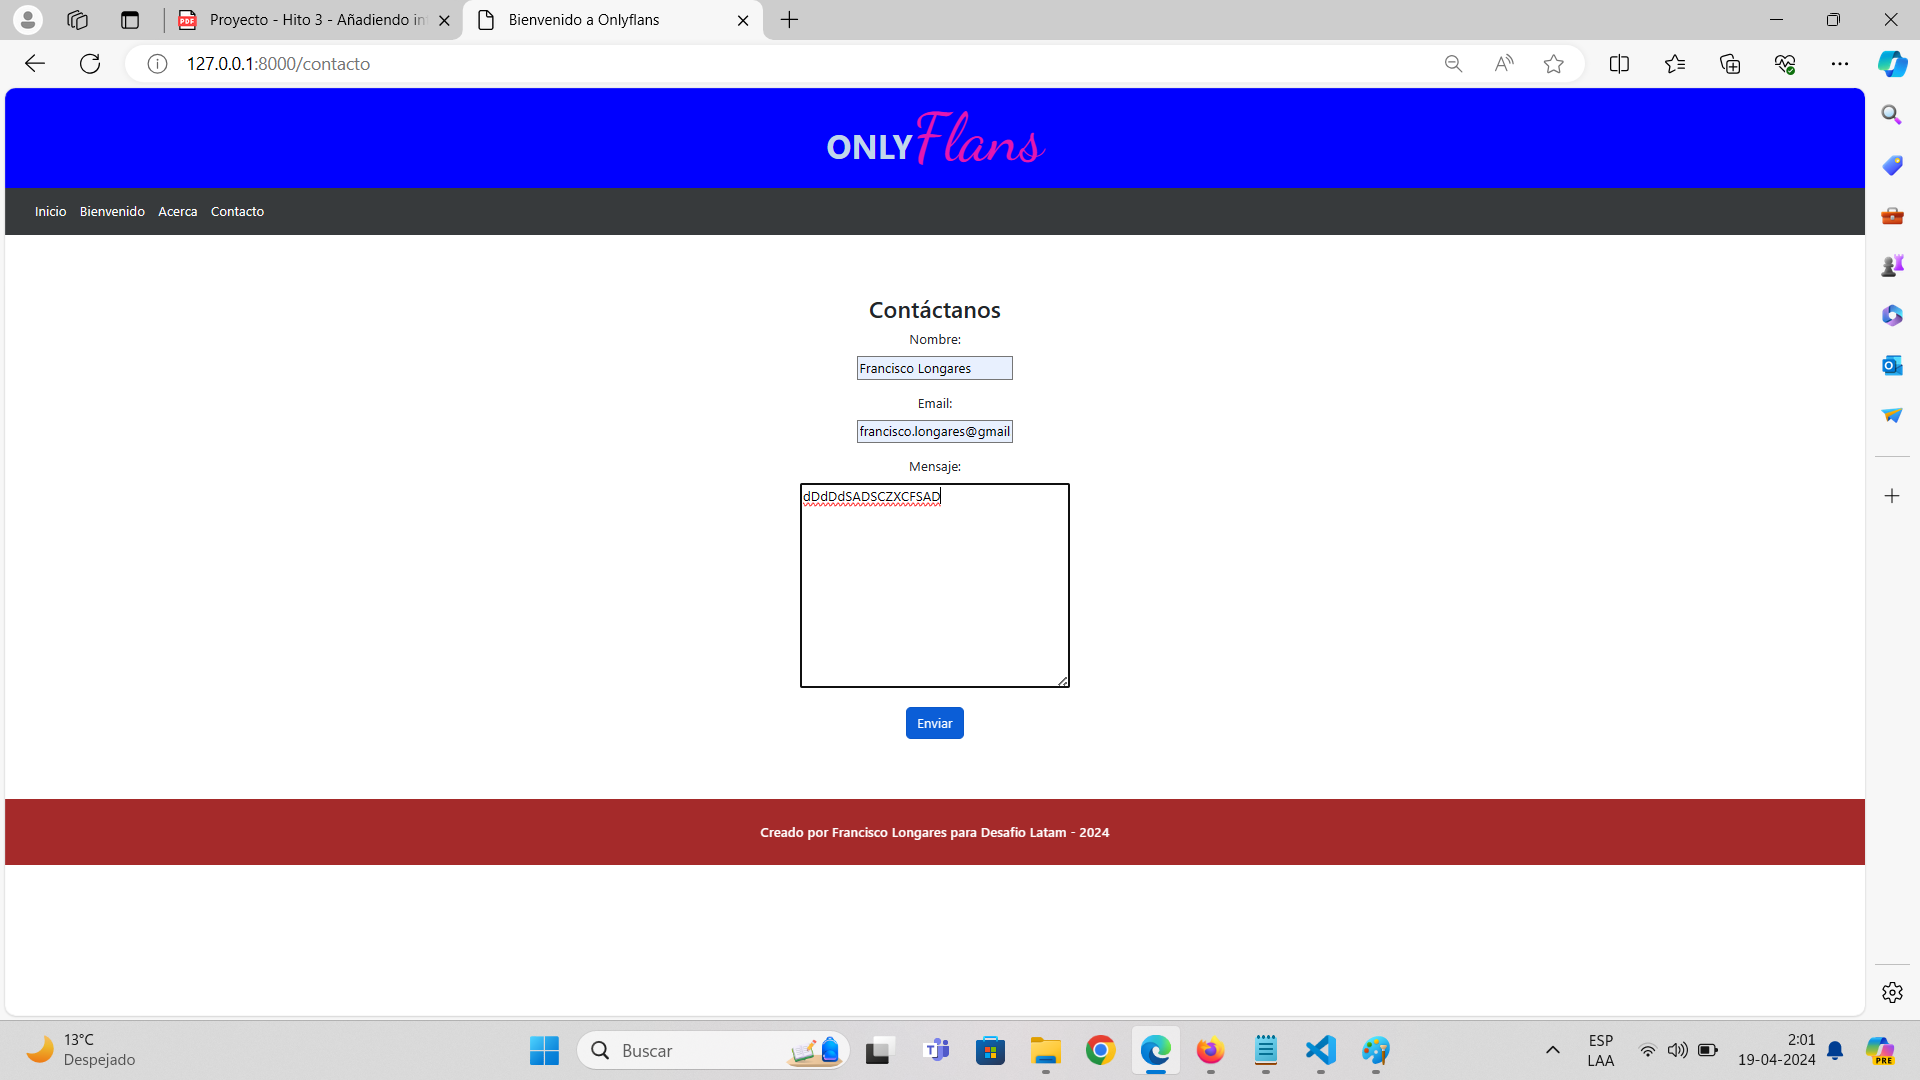 Proyecto - Hito 3 - Añadiendo in
Bienvenido a Onlyflans
127.0.0.1:8000/contacto
ONLYFlans
Inicio Bienvenido Acerca Contacto
Contáctanos
Nombre:
Francisco Longares
Email:
francisco.longares@gmail
Mensaje:
dDdDdSADSCZXCFSAD
Enviar
Creado por Francisco Longares para Desafio Latam - 2024
13°C
Despejado
Buscar
ESP
LAA
2:01
19-04-2024
PRE